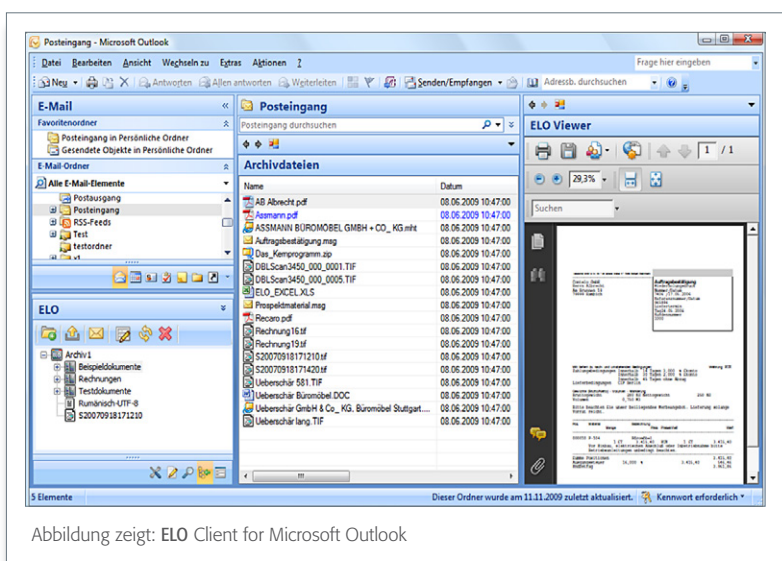 Posteingang - Microsoft Outlook
Datei Bearbeiten Ansicht Wechseln zu Extras Aktionen ?
Frage hier eingeben
Neu Antworten Allen antworten Weiterleiten Senden/Empfangen Adressb. durchsuchen
E-Mail
Favoritenordner
Posteingang in Persönliche Ordner
Gesendete Objekte in Persönliche Ordner
E-Mail-Ordner
Alle E-Mail-Elemente
Postausgang
Posteingang
RSS-Feeds
Test
testordner
ELO
Archiv1
Beispieldokumente
Rechnungen
Testdokumente
Rumänisch-UTF-8
S20070918171210
Posteingang
Posteingang durchsuchen
Archivdateien
Name Datum
AB Albrecht.pdf 08.06.2009 10:47:00
Assmann.pdf 08.06.2009 10:47:00
ASSMANN BÜROMÖBEL GMBH + CO_ KG.mht 08.06.2009 10:47:00
Auftragsbestätigung.msg 08.06.2009 10:47:00
Das_Kernprogramm.zip 08.06.2009 10:47:00
DBLScan3450_000_0001.TIF 08.06.2009 10:47:00
DBLScan3450_000_0005.TIF 08.06.2009 10:47:00
ELO_EXCEL.XLS 08.06.2009 10:47:00
Prospektmaterial.msg 08.06.2009 10:47:00
Recaro.pdf 08.06.2009 10:47:00
Rechnung16.tif 08.06.2009 10:47:00
Rechnung19.tif 08.06.2009 10:47:00
S20070918171210.tif 08.06.2009 10:47:00
S20070918171420.tif 08.06.2009 10:47:00
Ueberschär 581.TIF 08.06.2009 10:47:00
Ueberschär Büromöbel.DOC 08.06.2009 10:47:00
Ueberschär GmbH & Co_ KG, Büromöbel Stuttgart.... 08.06.2009 10:47:00
Ueberschär lang.TIF 08.06.2009 10:47:00
ELO Viewer
1 / 1
29,3%
Suchen
Auftragsbestätigung
5 Elemente
Dieser Ordner wurde am 11.11.2009 zuletzt aktualisiert.
Kennwort erforderlich
Abbildung zeigt: ELO Client for Microsoft Outlook